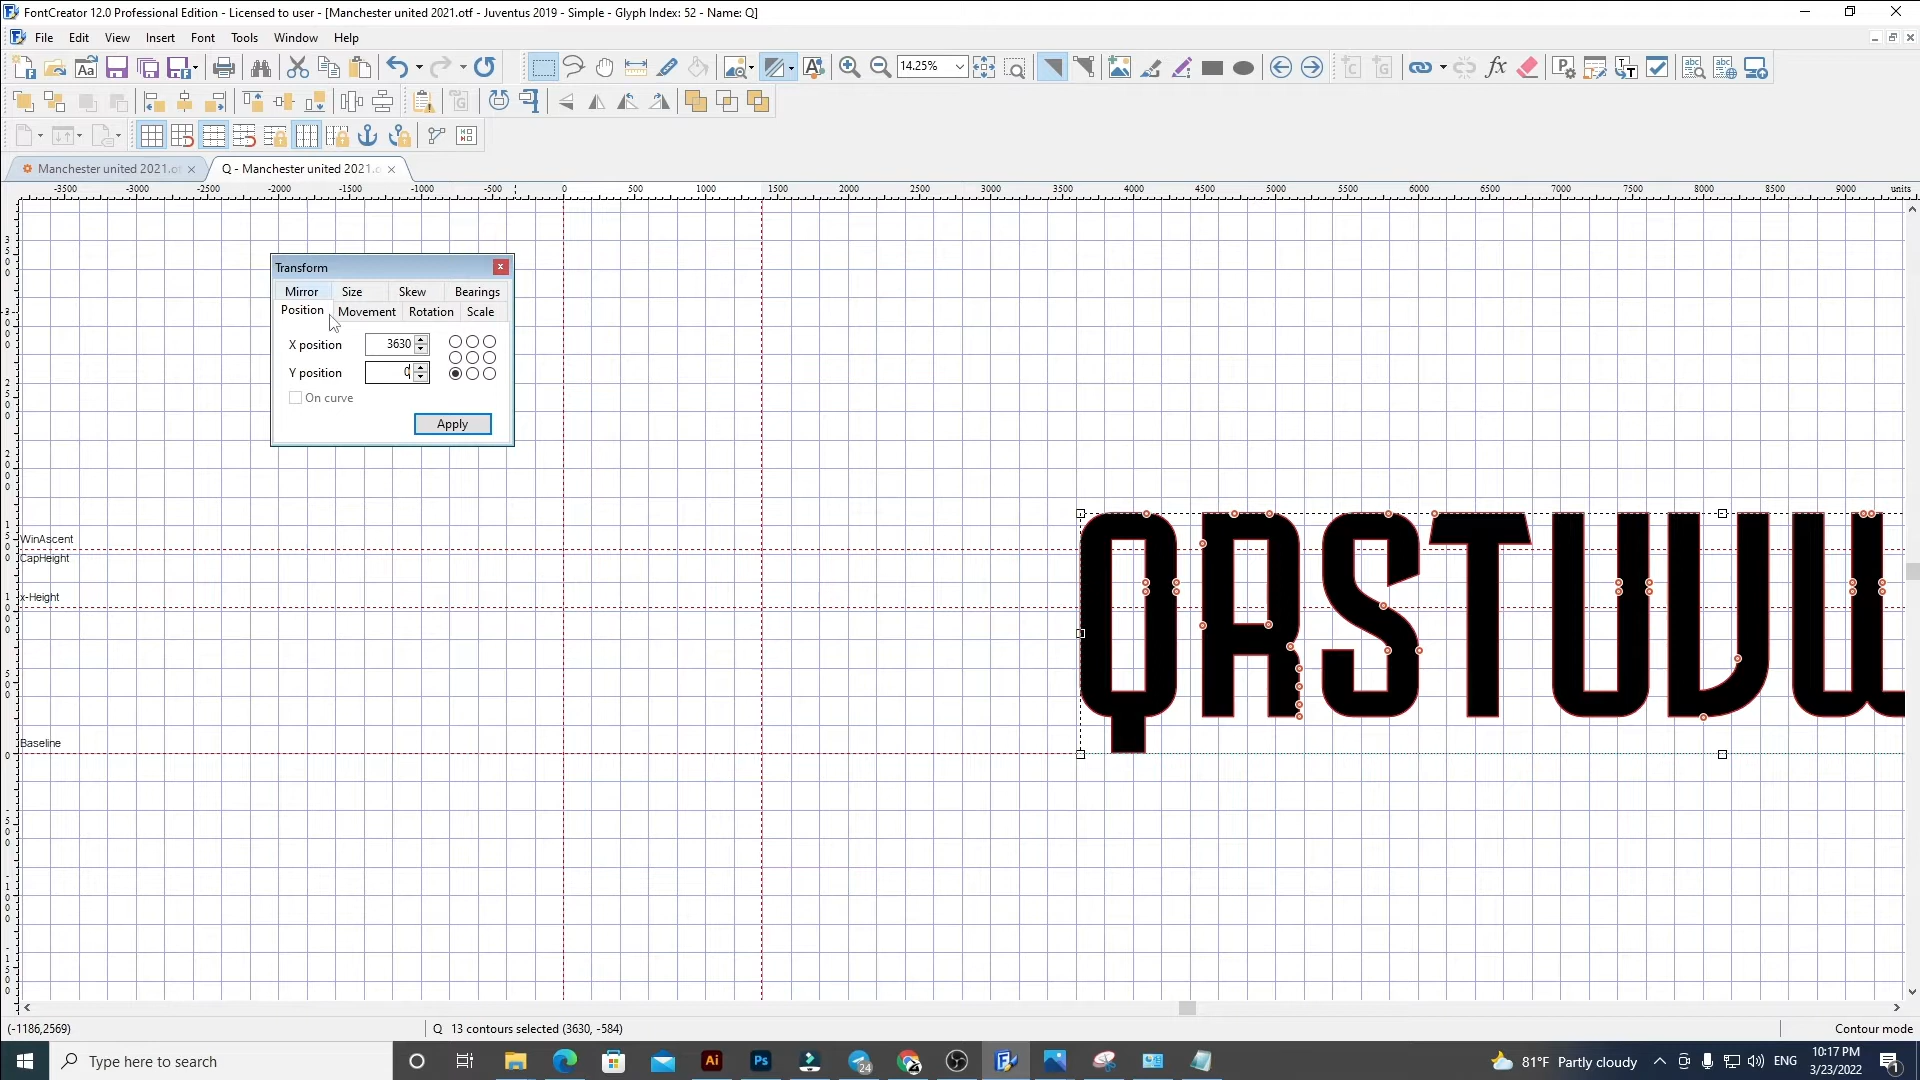 FontCreator 12.0 Professional Edition - Licensed to user - [Manchester united 2021.otf - Juventus 2019 - Simple - Glyph Index: 52 - Name: Q]
File Edit View Insert Font Tools Window Help
14.25%
Manchester united 2021.ot
Q - Manchester united 2021.o
-3500 -3000 -2500 -2000 -1500 -1000 -500 0 500 1000 1500 2000 2500 3000 3500 4000 4500 5000 5500 6000 6500 7000 7500 8000 8500 9000 units
Transform
Mirror Size Skew Bearings
Position Movement Rotation Scale
X position 3630
Y position 0
On curve
Apply
QRSTUVW
WinAscent
CapHeight
x-Height
Baseline
(-1186,2569)
Q 13 contours selected (3630, -584)
Contour mode
Type here to search
24
81°F Partly cloudy
ENG
10:17 PM
3/23/2022
1